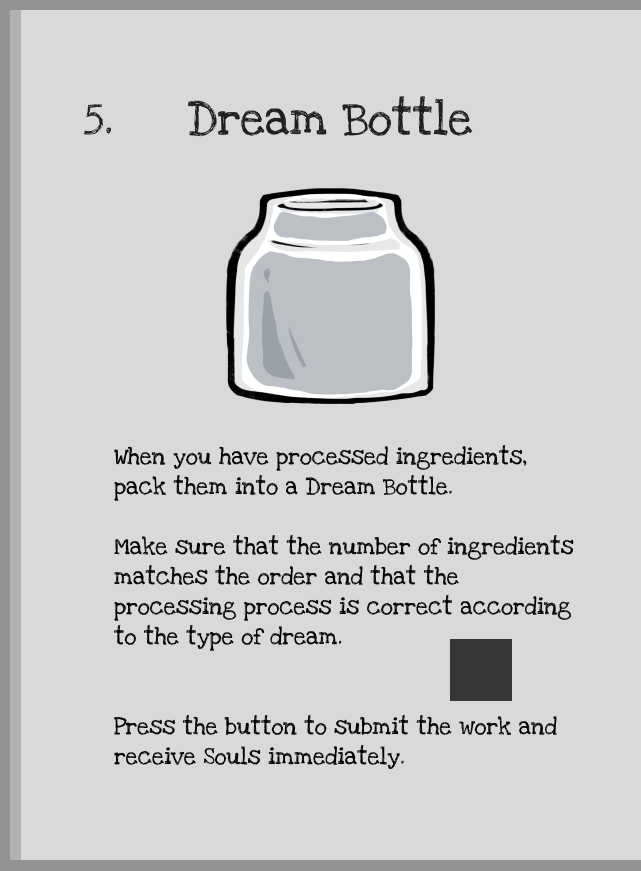 5. Dream Bottle
When you have processed ingredients,
pack them into a Dream Bottle.
Make sure that the number of ingredients
matches the order and that the
processing process is correct according
to the type of dream.
Press the button to submit the work and
receive Souls immediately.